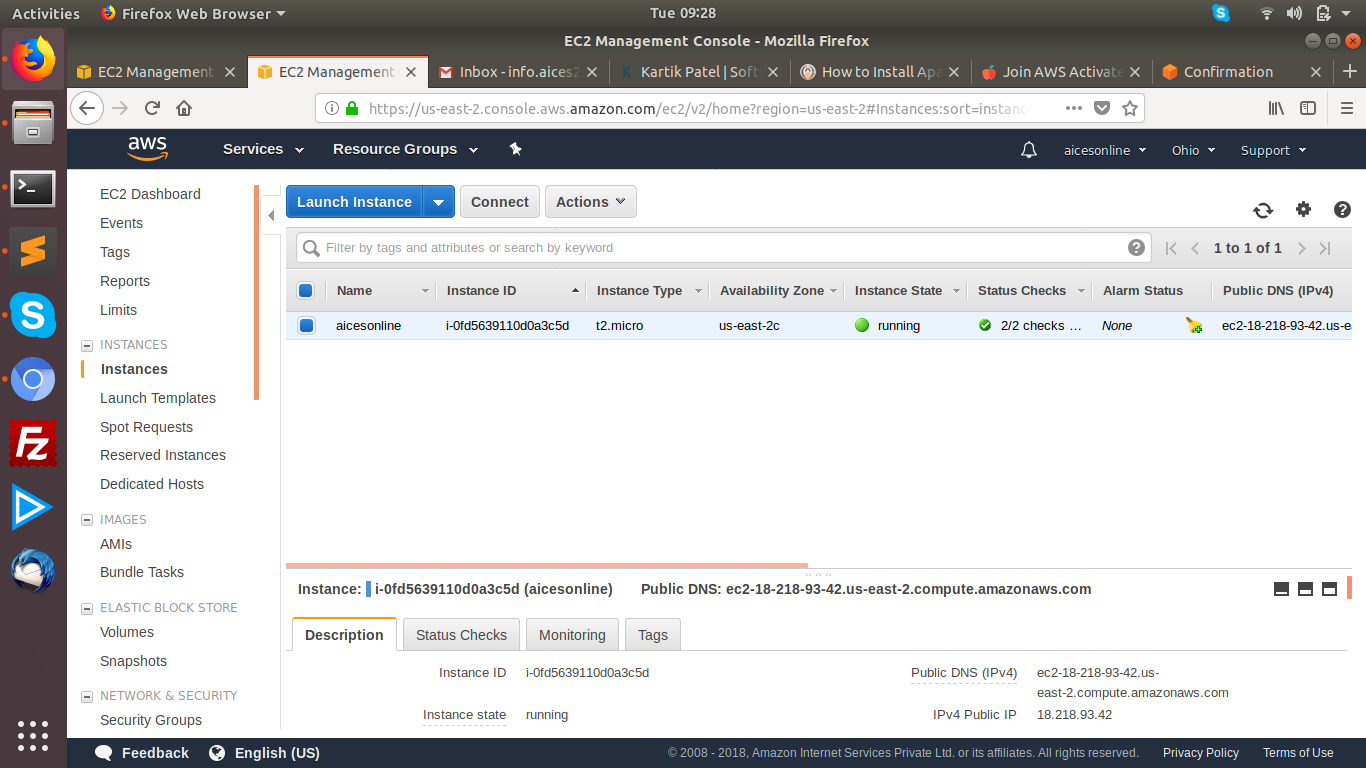 Activities Firefox Web Browser Tue 09:28
EC2 Management Console - Mozilla Firefox
EC2 Management EC2 Management Inbox - info.aices2 Kartik Patel | Soft How to Install Apa Join AWS Activate Confirmation
https://us-east-2.console.aws.amazon.com/ec2/v2/home?region=us-east-2#Instances:sort=instanc
aws Services Resource Groups aicesonline Ohio Support
EC2 Dashboard
Events
Tags
Reports
Limits
INSTANCES
Instances
Launch Templates
Spot Requests
Reserved Instances
Dedicated Hosts
IMAGES
AMIs
Bundle Tasks
ELASTIC BLOCK STORE
Volumes
Snapshots
NETWORK & SECURITY
Security Groups
Launch Instance Connect Actions
Filter by tags and attributes or search by keyword 1 to 1 of 1
Name Instance ID Instance Type Availability Zone Instance State Status Checks Alarm Status Public DNS (IPv4)
aicesonline i-0fd5639110d0a3c5d t2.micro us-east-2c running 2/2 checks ... None ec2-18-218-93-42.us-e
Instance: i-0fd5639110d0a3c5d (aicesonline) Public DNS: ec2-18-218-93-42.us-east-2.compute.amazonaws.com
Description Status Checks Monitoring Tags
Instance ID i-0fd5639110d0a3c5d Public DNS (IPv4) ec2-18-218-93-42.us-
east-2.compute.amazonaws.com
Instance state running IPv4 Public IP 18.218.93.42
Feedback English (US) © 2008 - 2018, Amazon Internet Services Private Ltd. or its affiliates. All rights reserved. Privacy Policy Terms of Use